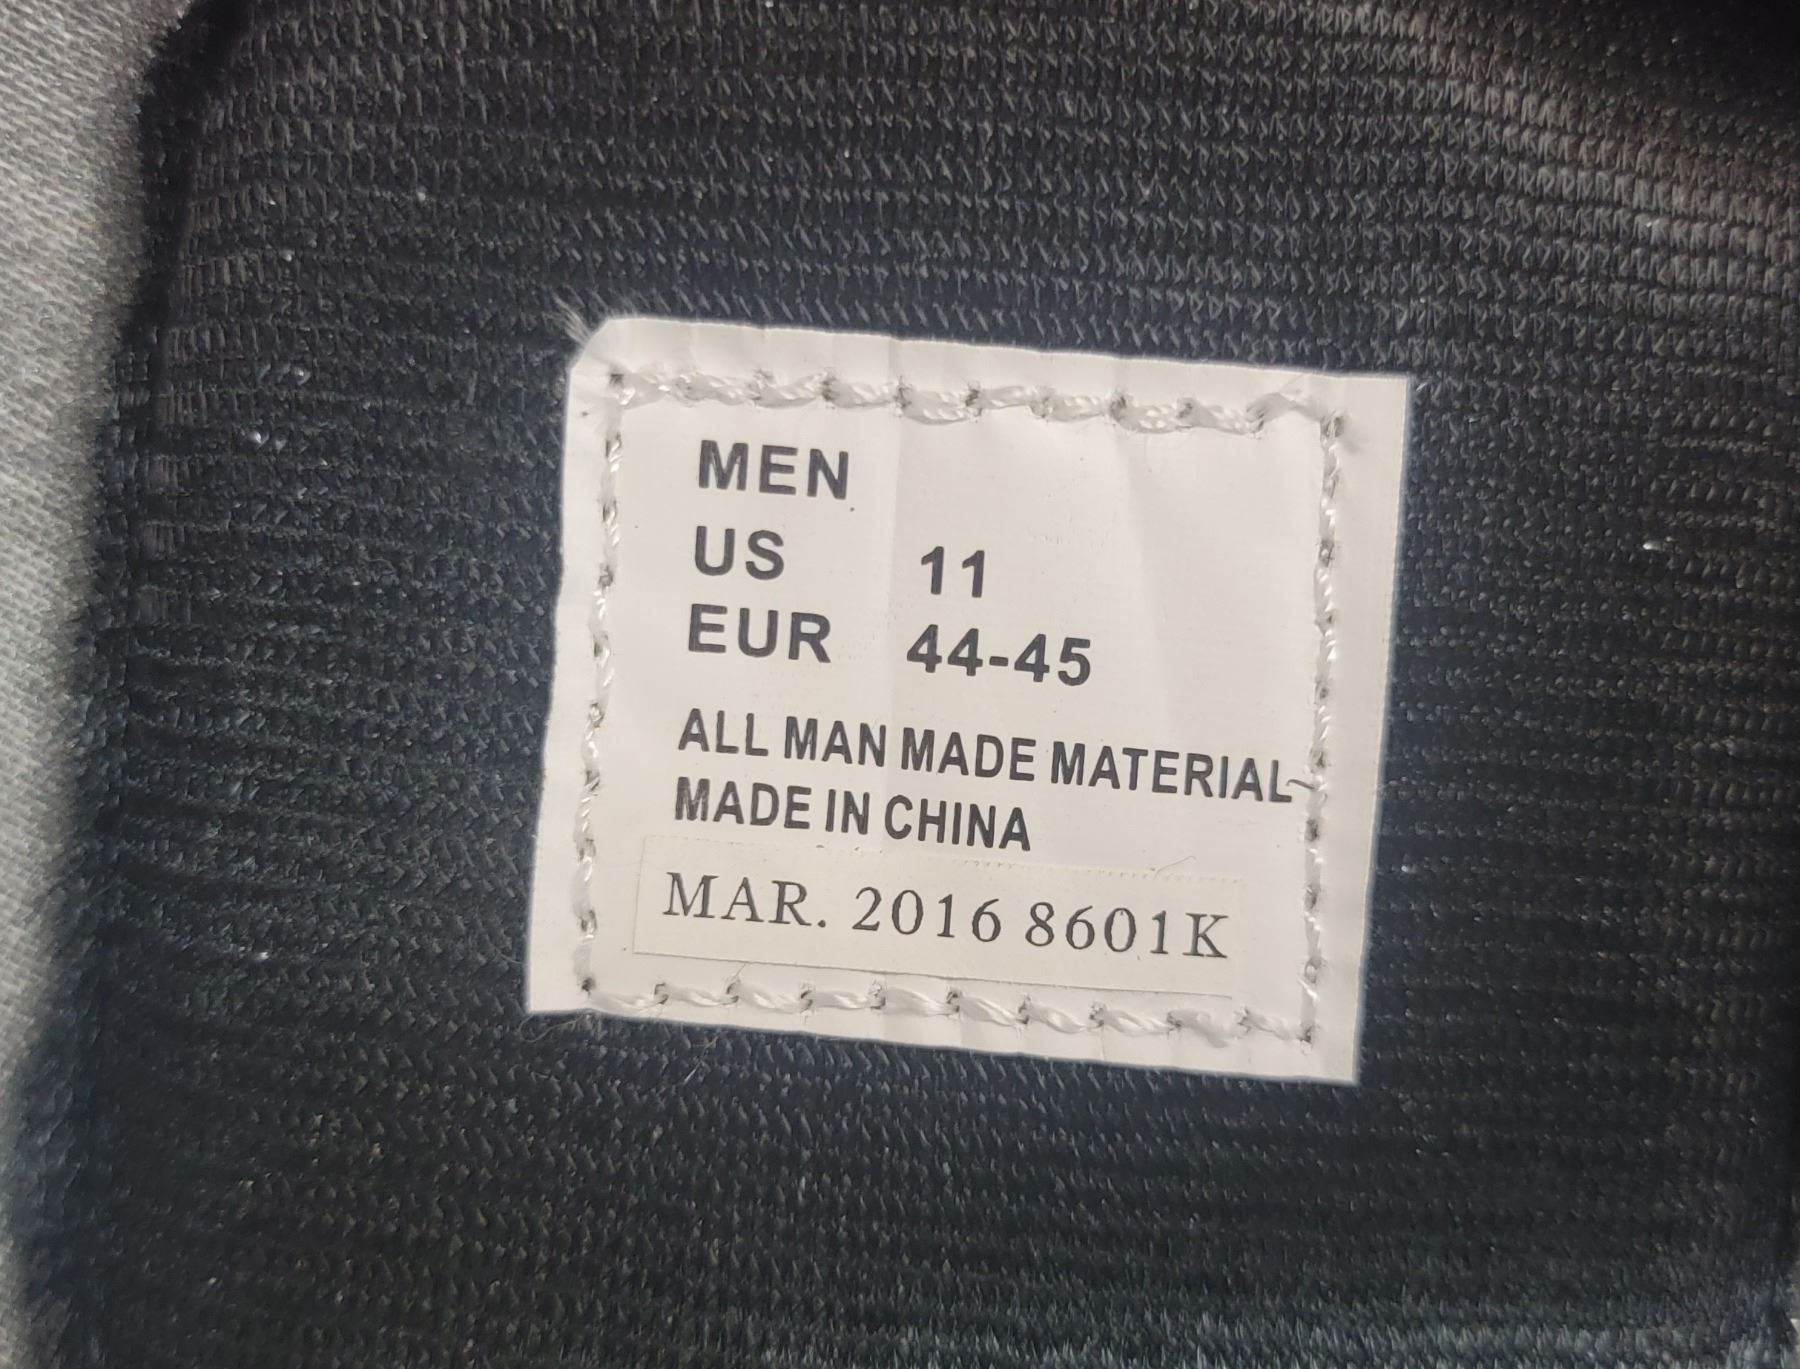 MEN
US 11
EUR 44-45
ALL MAN MADE MATERIAL
MADE IN CHINA
MAR. 2016 8601K